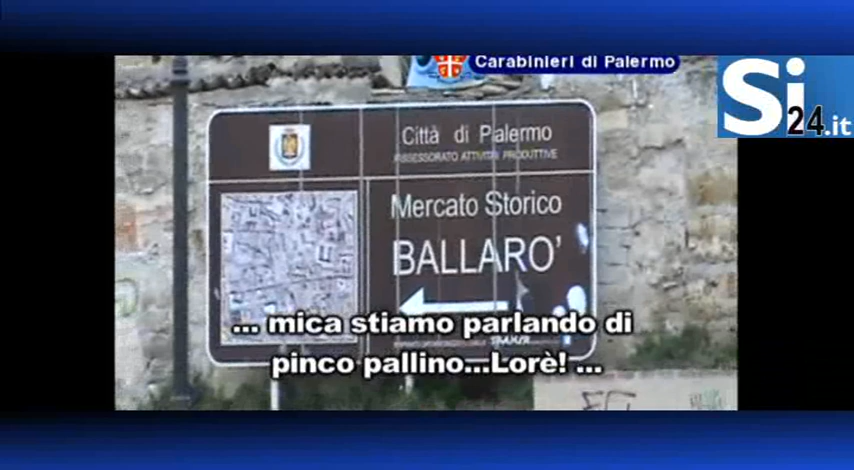 Carabinieri di Palermo
Si
24.it
Città di Palermo
ASSESSORATO ATTIVITÀ PRODUTTIVE
Mercato Storico
BALLARO'
... mica stiamo parlando di
pinco pallino...Lorè! ...